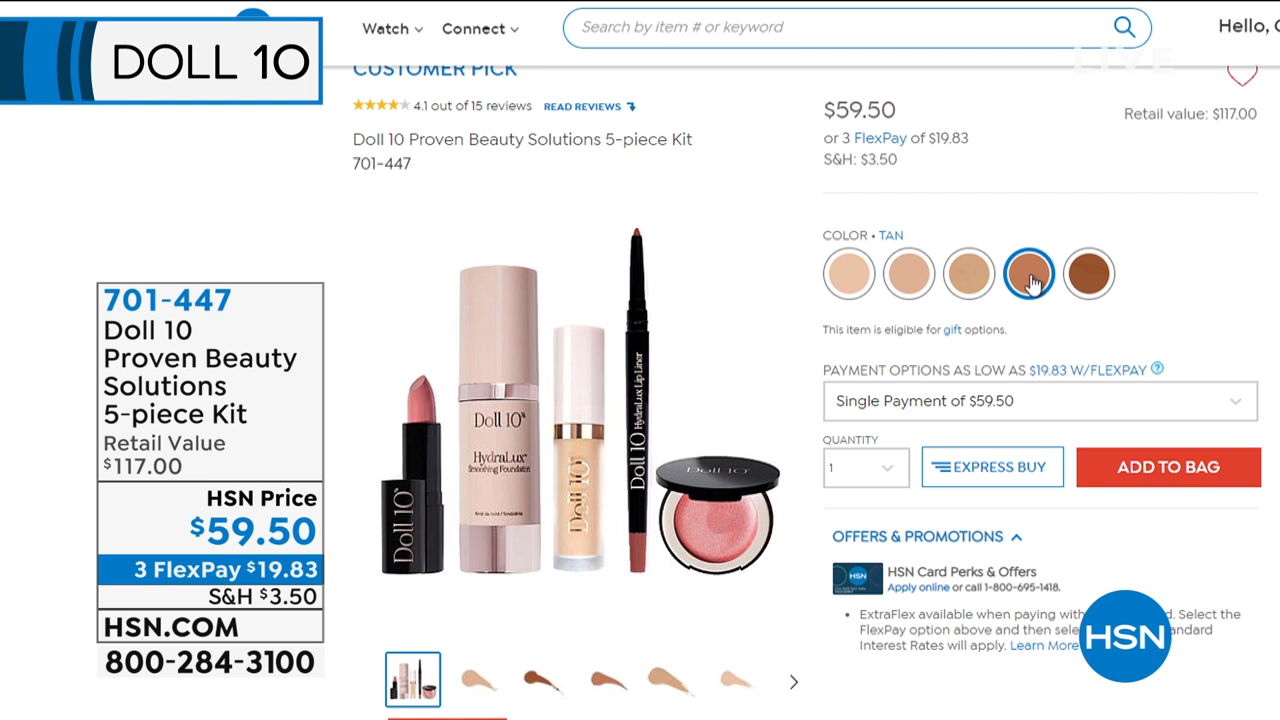 DOLL 10
Watch
Connect
Search by item # or keyword
Hello,
LIVE
CUSTOMER PICK
4.1 out of 15 reviews READ REVIEWS
Doll 10 Proven Beauty Solutions 5-piece Kit
701-447
$59.50
Retail value: $117.00
or 3 FlexPay of $19.83
S&H: $3.50
COLOR • TAN
This item is eligible for gift options.
PAYMENT OPTIONS AS LOW AS $19.83 W/FLEXPAY ?
Single Payment of $59.50
QUANTITY
1
EXPRESS BUY
ADD TO BAG
OFFERS & PROMOTIONS
HSN
HSN Card Perks & Offers
Apply online or call 1-800-695-1418.
• ExtraFlex available when paying with d. Select the
FlexPay option above and then sele andard
Interest Rates will apply. Learn More
HSN
701-447
Doll 10
Proven Beauty
Solutions
5-piece Kit
Retail Value
$117.00
HSN Price
$59.50
3 FlexPay $19.83
S&H $3.50
HSN.COM
800-284-3100
Doll 10
Doll 10
HydraLux
Smoothing Foundation
Doll 10
Doll 10 HydraLux Lip Liner
Doll 10